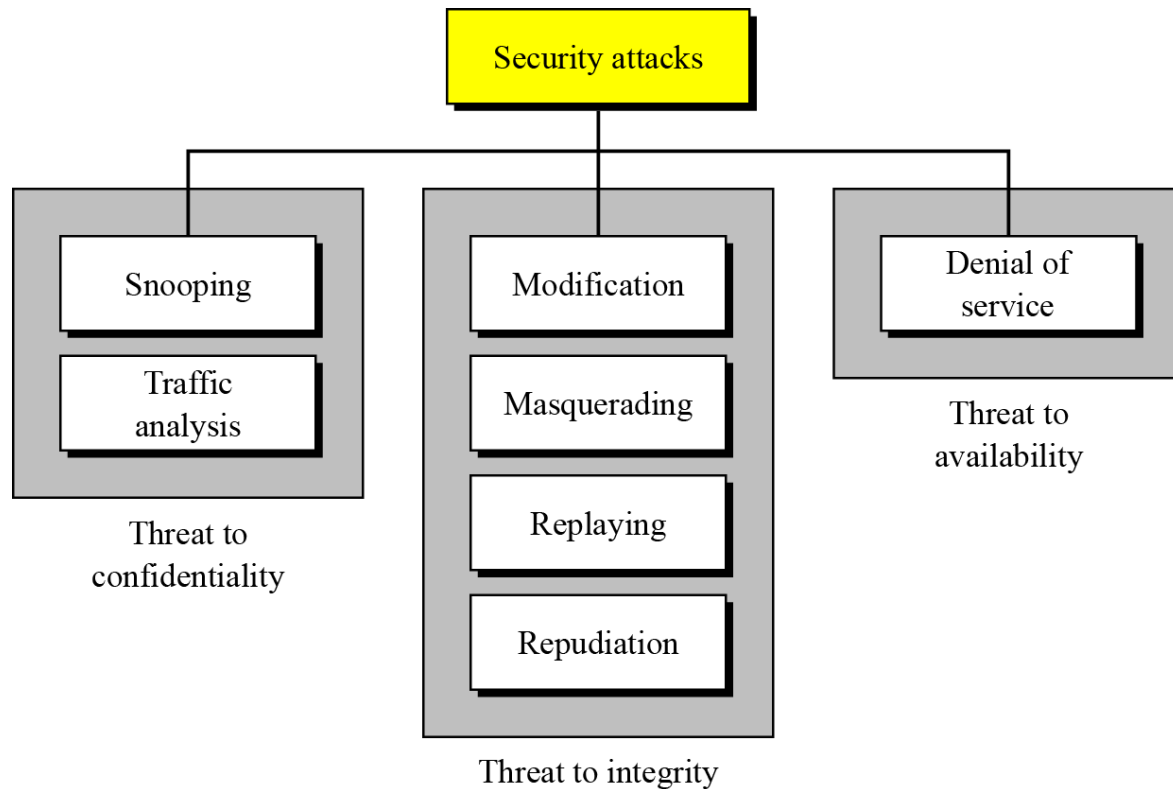 Security attacks
Snooping
Traffic
analysis
Threat to
confidentiality
Modification
Masquerading
Replaying
Repudiation
Threat to integrity
Denial of
service
Threat to
availability